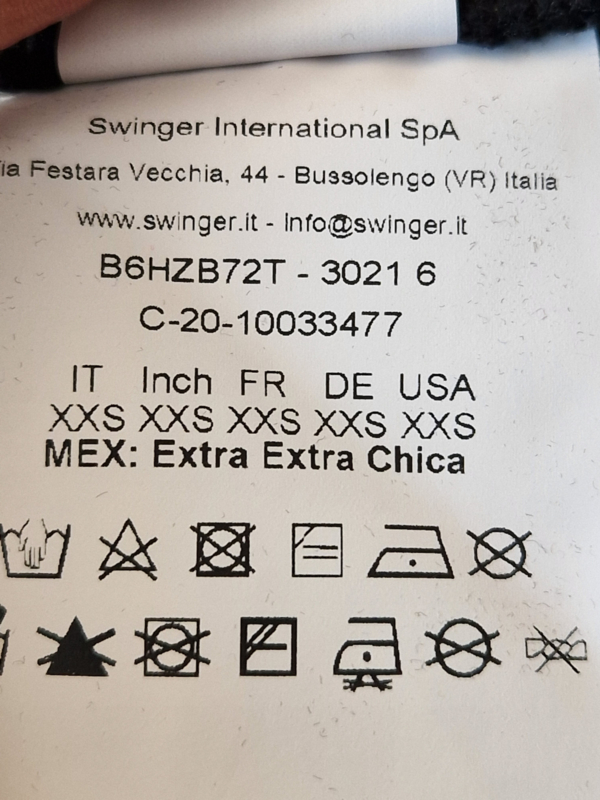 Swinger International SpA
ia Festara Vecchia, 44 - Bussolengo (VR) Italia
www.swinger.it - Info@swinger.it
B6HZB72T - 3021 6
C-20-10033477
IT Inch FR DE USA
XXS XXS XXS XXS XXS
MEX: Extra Extra Chica